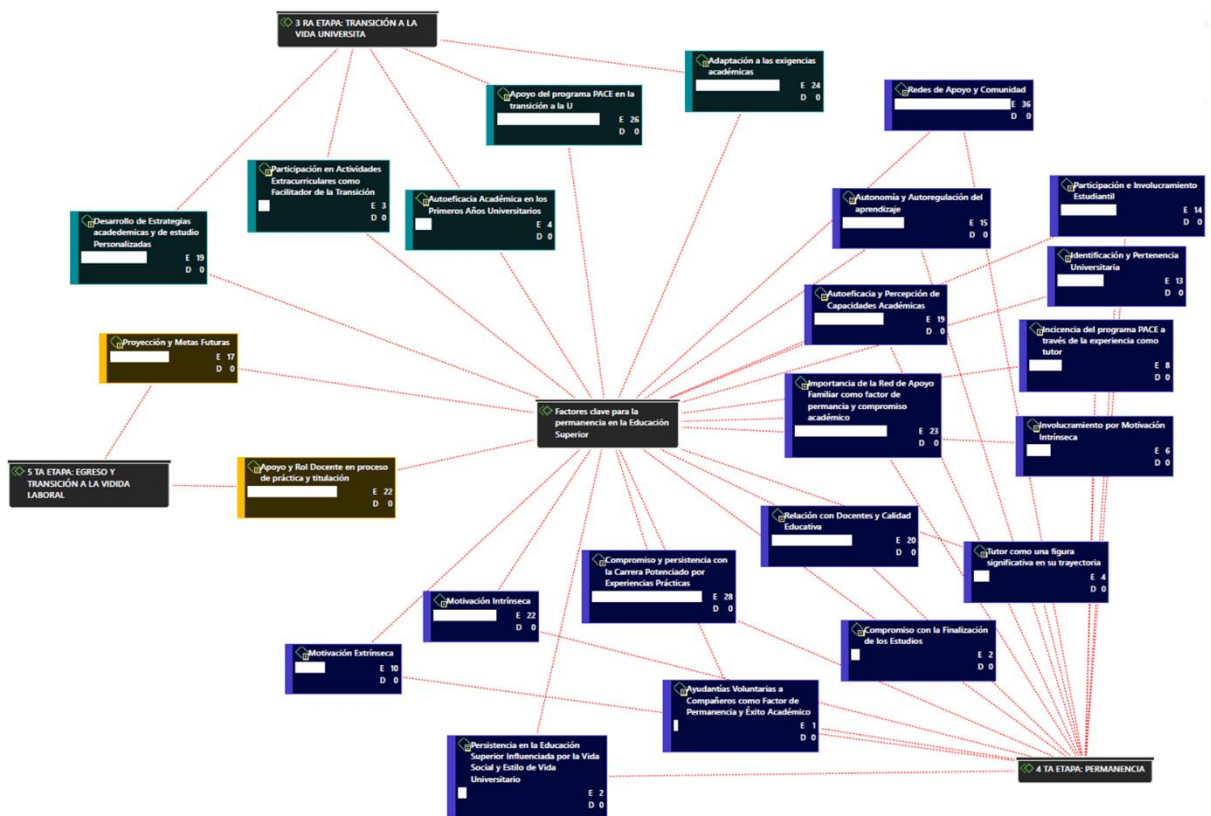 3 RA ETAPA: TRANSICIÓN A LA
VIDA UNIVERSITA
Adaptación a las exigencias
académicas
E 24
D 0
Apoyo del programa PACE en la
transición a la U
E 26
D 0
Redes de Apoyo y Comunidad
E 36
D 0
Participación en Actividades
Extracurriculares como
Facilitador de la Transición
E 3
D 0
Autoeficacia Académica en los
Primeros Años Universitarios
E 4
D 0
Desarrollo de Estrategias
acadedemicas y de estudio
Personalizadas
E 19
D 0
Autonomía y Autoregulación del
aprendizaje
E 15
D 0
Participación e Involucramiento
Estudiantil
E 14
D 0
Identificación y Pertenencia
Universitaria
E 13
D 0
Autoeficacia y Percepción de
Capacidades Académicas
E 19
D 0
Incicencia del programa PACE a
través de la experiencia como
tutor
E 8
D 0
Proyección y Metas Futuras
E 17
D 0
Importancia de la Red de Apoyo
Familiar como factor de
permancia y compromiso
académico
E 23
D 0
Factores clave para la
permanencia en la Educación
Superior
Involucramiento por Motivación
Intrínseca
E 6
D 0
5 TA ETAPA: EGRESO Y
TRANSICIÓN A LA VIDIDA
LABORAL
Apoyo y Rol Docente en proceso
de práctica y titulación
E 22
D 0
Relación con Docentes y Calidad
Educativa
E 20
D 0
Tutor como una figura
significativa en su trayectoria
E 4
D 0
Compromiso y persistencia con
la Carrera Potenciado por
Experiencias Prácticas
E 28
D 0
Motivación Intrínseca
E 22
D 0
Compromiso con la Finalización
de los Estudios
E 2
D 0
Motivación Extrínseca
E 10
D 0
Ayudantías Voluntarias a
Compañeros como Factor de
Permanencia y Éxito Académico
E 1
D 0
Persistencia en la Educación
Superior Influenciada por la Vida
Social y Estilo de Vida
Universitario
E 2
D 0
4 TA ETAPA: PERMANENCIA